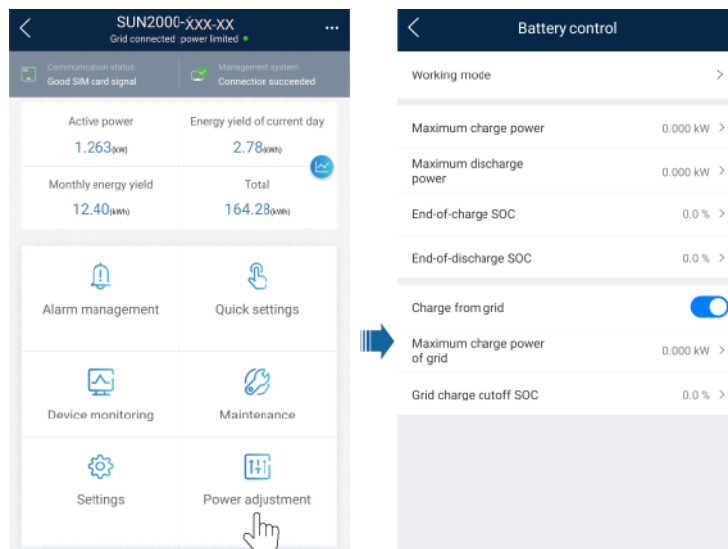 SUN2000-XXX-XX
Grid connected :power limited
Communication status
Good SIM card signal
Management system
Connection succeeded
Active power
1.263(kW)
Energy yield of current day
2.78(kWh)
Monthly energy yield
12.40(kWh)
Total
164.28(kWh)
Alarm management
Quick settings
Device monitoring
Maintenance
Settings
Power adjustment
Battery control
Working mode
Maximum charge power 0.000 kW
Maximum discharge
power 0.000 kW
End-of-charge SOC 0.0 %
End-of-discharge SOC 0.0 %
Charge from grid
Maximum charge power
of grid 0.000 kW
Grid charge cutoff SOC 0.0 %